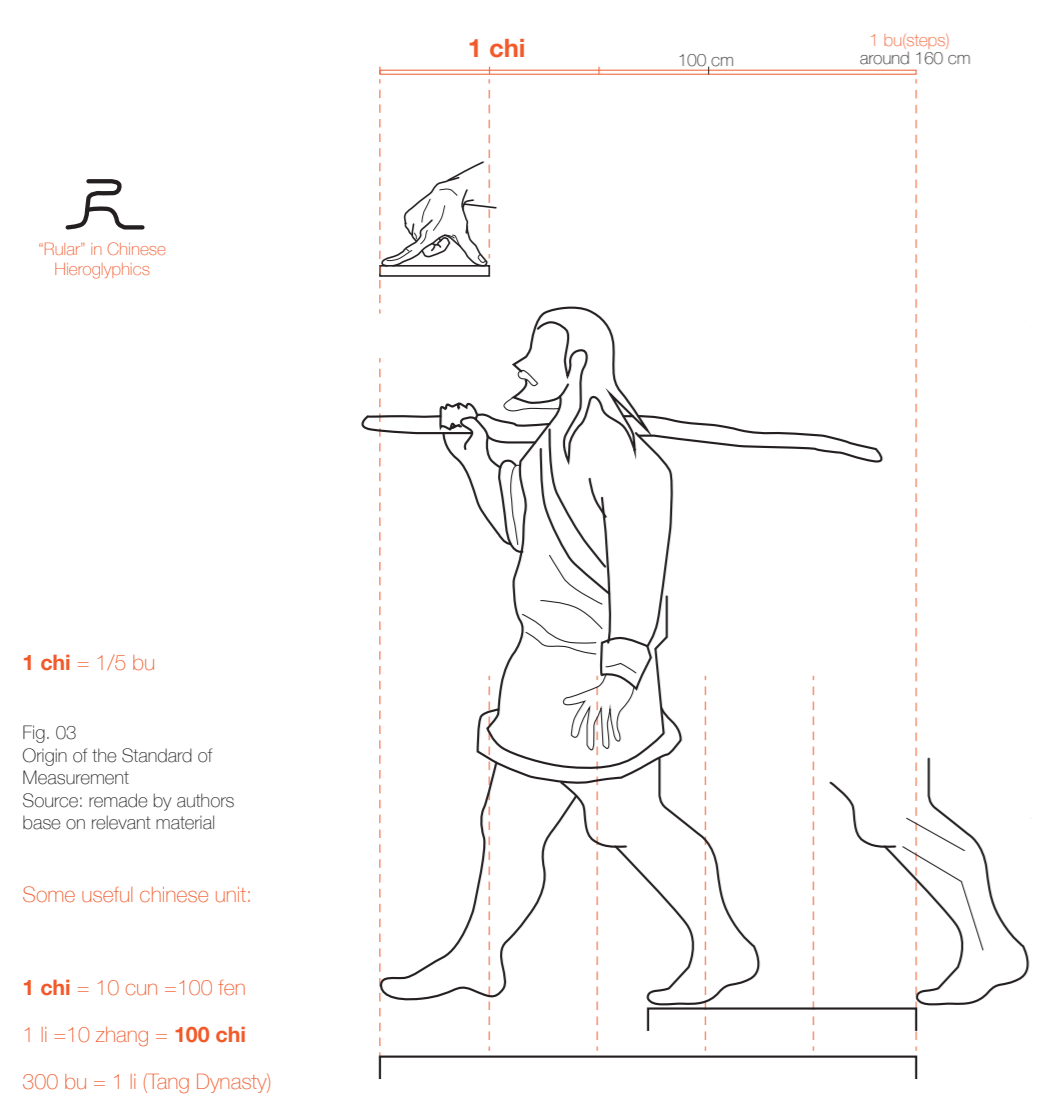 1 chi
100 cm
1 bu(steps)
around 160 cm
“Rular” in Chinese
Hieroglyphics
1 chi = 1/5 bu
Fig. 03
Origin of the Standard of
Measurement
Source: remade by authors
base on relevant material
Some useful chinese unit:
1 chi = 10 cun =100 fen
1 li =10 zhang = 100 chi
300 bu = 1 li (Tang Dynasty)